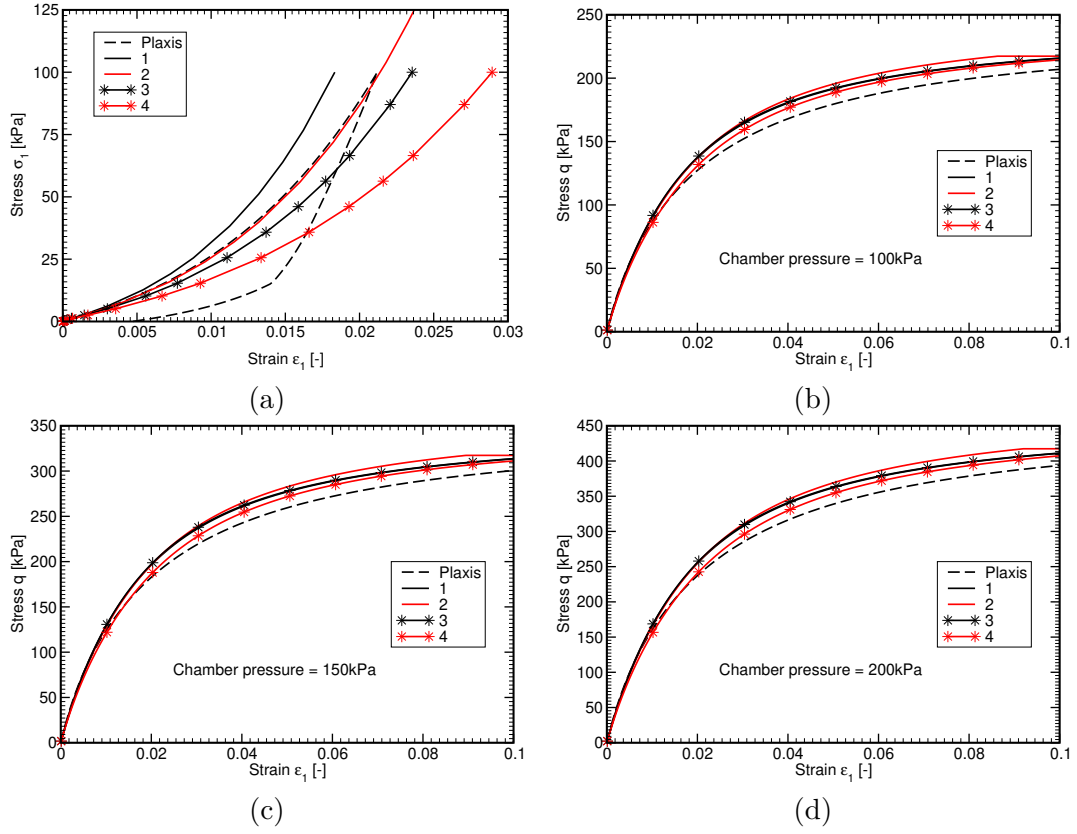 125
100
75
50
25
0
Stress σ1 [kPa]
Plaxis
1
2
3
4
0 0.005 0.01 0.015 0.02 0.025 0.03
Strain ε1 [-]
(a)
250
200
150
100
50
0
Stress q [kPa]
Plaxis
1
2
3
4
Chamber pressure = 100kPa
0 0.02 0.04 0.06 0.08 0.1
Strain ε1 [-]
(b)
350
300
250
200
150
100
50
0
Stress q [kPa]
Plaxis
1
2
3
4
Chamber pressure = 150kPa
0 0.02 0.04 0.06 0.08 0.1
Strain ε1 [-]
(c)
450
400
350
300
250
200
150
100
50
0
Stress q [kPa]
Plaxis
1
2
3
4
Chamber pressure = 200kPa
0 0.02 0.04 0.06 0.08 0.1
Strain ε1 [-]
(d)